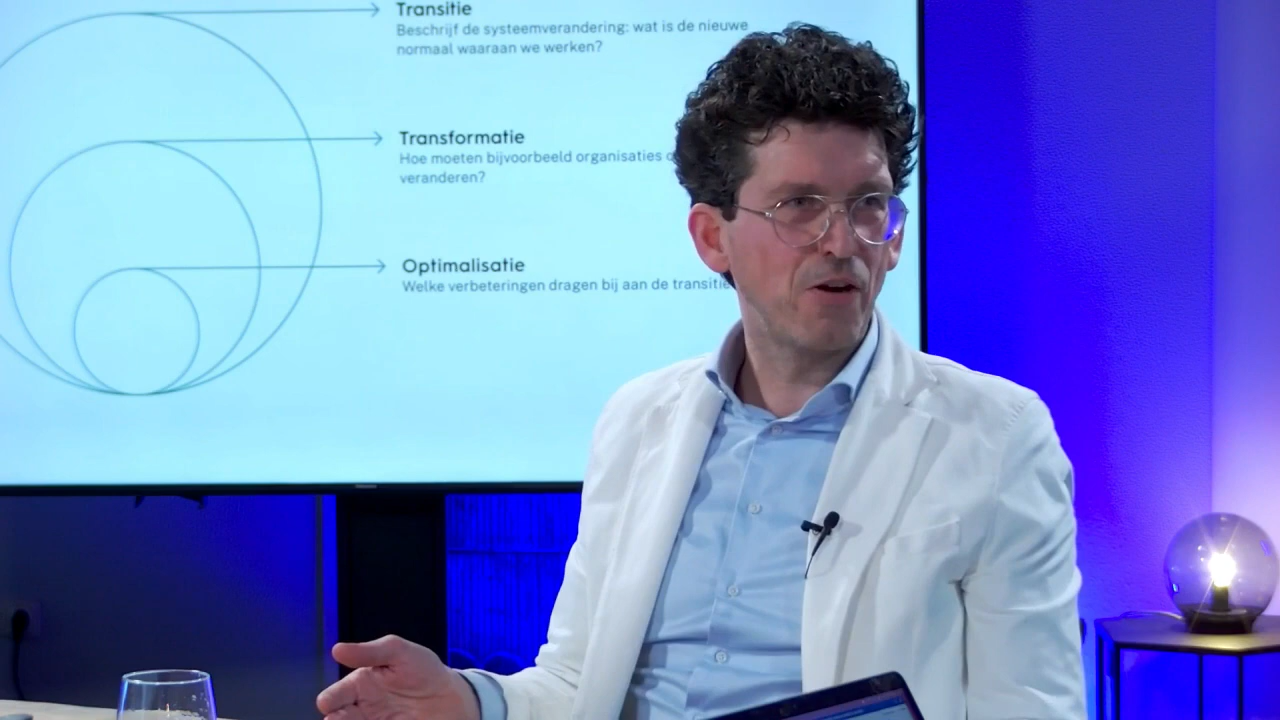 Transitie
Beschrijf de systeemverandering: wat is de nieuwe
normaal waaraan we werken?
Transformatie
Hoe moeten bijvoorbeeld organisaties
veranderen?
Optimalisatie
Welke verbeteringen dragen bij aan de transitie